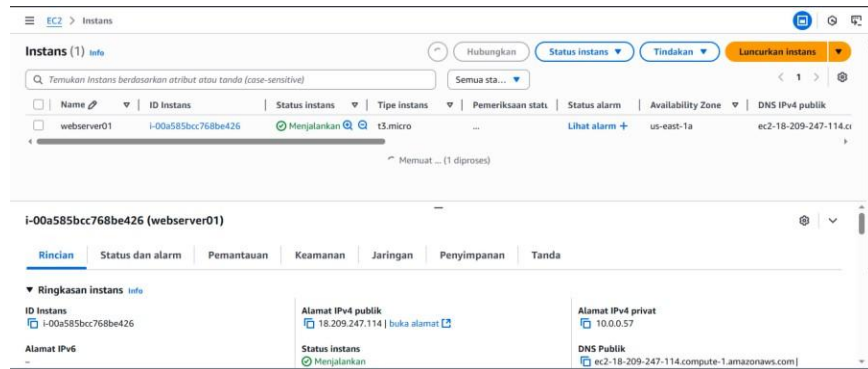 EC2 > Instans
Instans (1) Info
Hubungkan
Status instans ▼
Tindakan ▼
Luncurkan instans ▼
Temukan Instans berdasarkan atribut atau tanda (case-sensitive)
Semua sta... ▼
< 1 >
Name
ID Instans
Status instans
Tipe instans
Pemeriksaan statu
Status alarm
Availability Zone
DNS IPv4 publik
webserver01
i-00a585bcc768be426
Menjalankan
t3.micro
...
Lihat alarm +
us-east-1a
ec2-18-209-247-114.co
Memuat ... (1 diproses)
i-00a585bcc768be426 (webserver01)
Rincian
Status dan alarm
Pemantauan
Keamanan
Jaringan
Penyimpanan
Tanda
▼ Ringkasan instans Info
ID Instans
i-00a585bcc768be426
Alamat IPv4 publik
18.209.247.114 | buka alamat
Alamat IPv4 privat
10.0.0.57
Alamat IPv6
–
Status instans
Menjalankan
DNS Publik
ec2-18-209-247-114.compute-1.amazonaws.com |